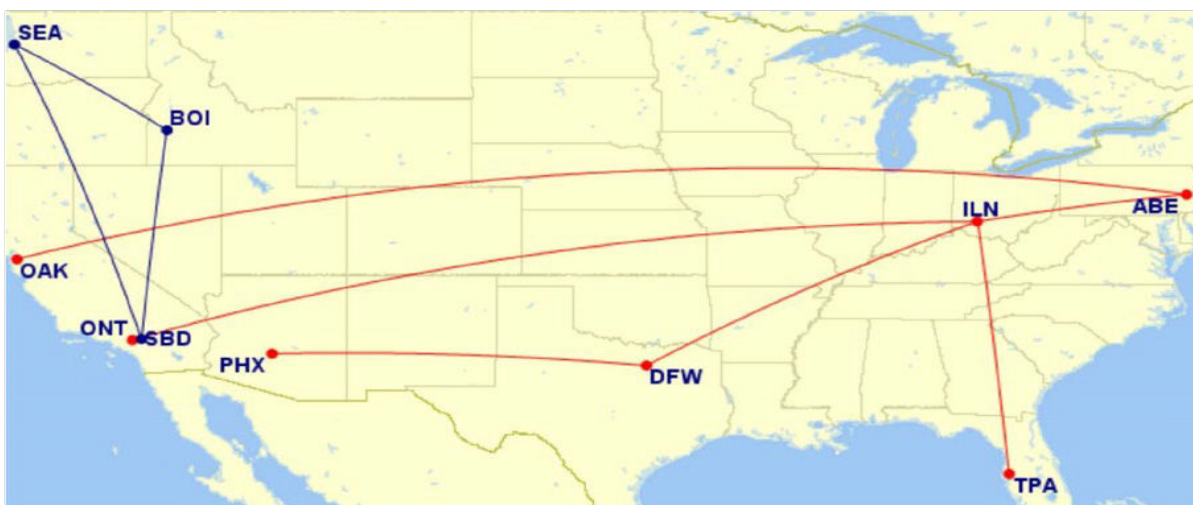 SEA
BOI
ILN
ABE
OAK
ONT
SBD
PHX
DFW
TPA